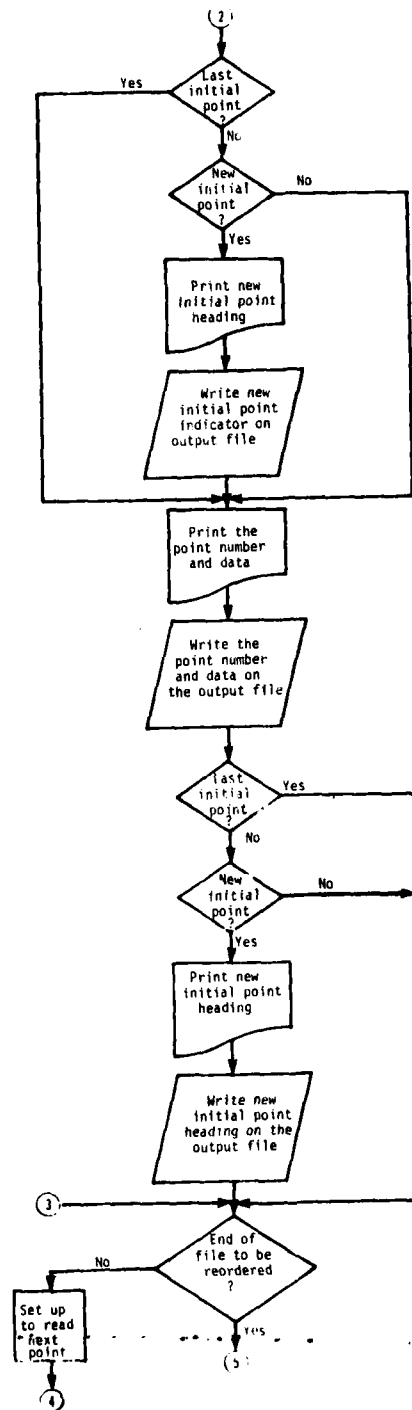 2
Last
initial
point
?
Yes
No
New
initial
point
?
No
Yes
Print new
initial point
heading
Write new
initial point
indicator on
output file
Print the
point number
and data
Write the
point number
and data on
the output file
Last
initial
point
?
Yes
No
New
initial
point
?
No
Yes
Print new
initial point
heading
Write new
initial point
heading on the
output file
3
End of
file to be
reordered
?
No
Yes
Set up
to read
next
point
4
5